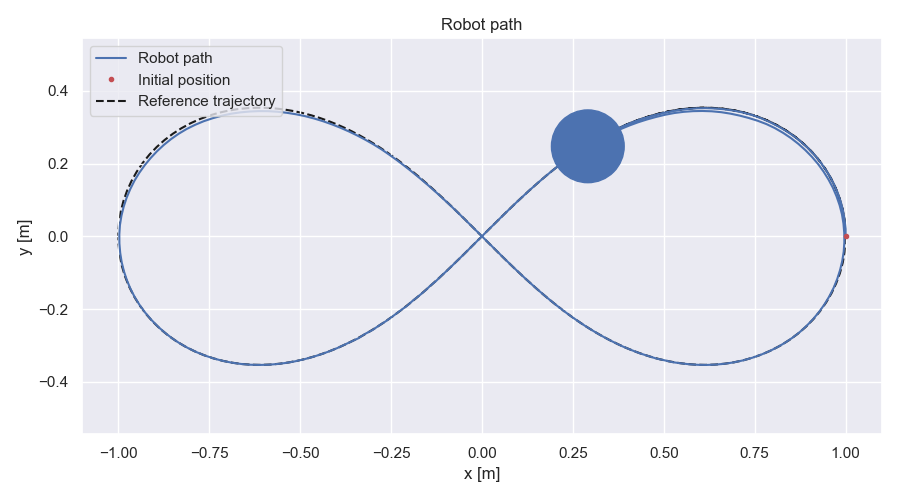 Robot path
Robot path
Initial position
Reference trajectory
y [m]
0.4
0.2
0.0
−0.2
−0.4
−1.00 −0.75 −0.50 −0.25 0.00 0.25 0.50 0.75 1.00
x [m]